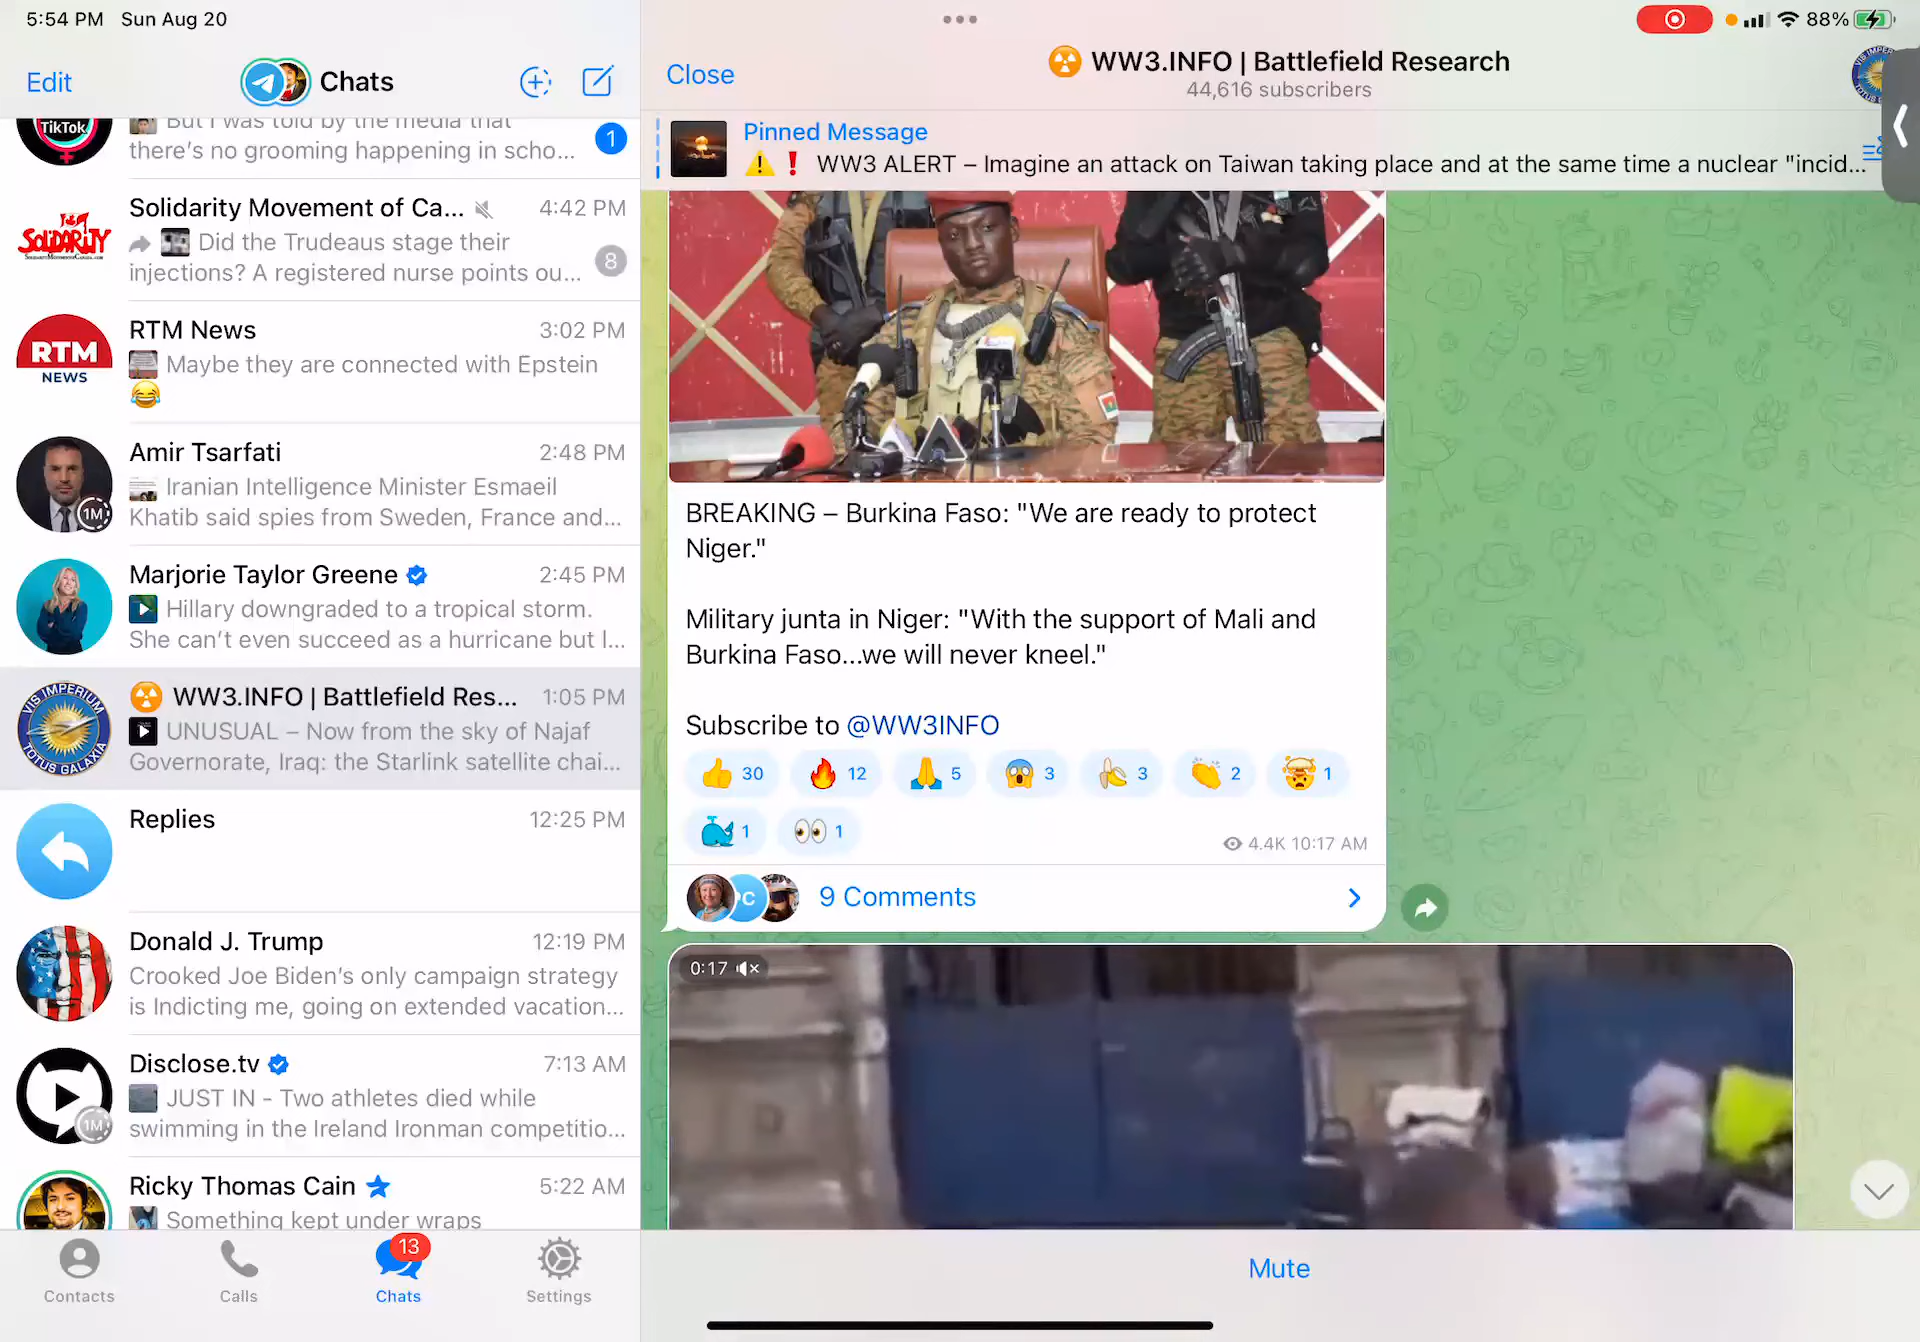 5:54 PM Sun Aug 20
88%
Edit
Chats
TikTok
But I was told by the media that
there's no grooming happening in scho...
1
Solidarity Movement of Ca...
4:42 PM
SOLIDARITY
Did the Trudeaus stage their
injections? A registered nurse points ou...
8
RTM News
3:02 PM
RTM
NEWS
Maybe they are connected with Epstein
😂
Amir Tsarfati
2:48 PM
1M
Iranian Intelligence Minister Esmaeil
Khatib said spies from Sweden, France and...
Marjorie Taylor Greene
2:45 PM
Hillary downgraded to a tropical storm.
She can't even succeed as a hurricane but I...
☢️ WW3.INFO | Battlefield Res...
1:05 PM
VIS IMPERIUM
TOTUS GALAXIA
UNUSUAL – Now from the sky of Najaf
Governorate, Iraq: the Starlink satellite chai...
Replies
12:25 PM
Donald J. Trump
12:19 PM
Crooked Joe Biden's only campaign strategy
is Indicting me, going on extended vacation...
Disclose.tv
7:13 AM
1M
JUST IN - Two athletes died while
swimming in the Ireland Ironman competitio...
Ricky Thomas Cain
5:22 AM
Something kept under wraps
Contacts
Calls
13
Chats
Settings
Close
☢️ WW3.INFO | Battlefield Research
44,616 subscribers
Pinned Message
⚠️❗ WW3 ALERT – Imagine an attack on Taiwan taking place and at the same time a nuclear "incid...
BREAKING – Burkina Faso: "We are ready to protect
Niger."
Military junta in Niger: "With the support of Mali and
Burkina Faso...we will never kneel."
Subscribe to @WW3INFO
👍 30 🔥 12 🙏 5 😱 3 🍌 3 👏 2 🤯 1
🐳 1 👀 1
4.4K 10:17 AM
C
9 Comments
0:17
Mute